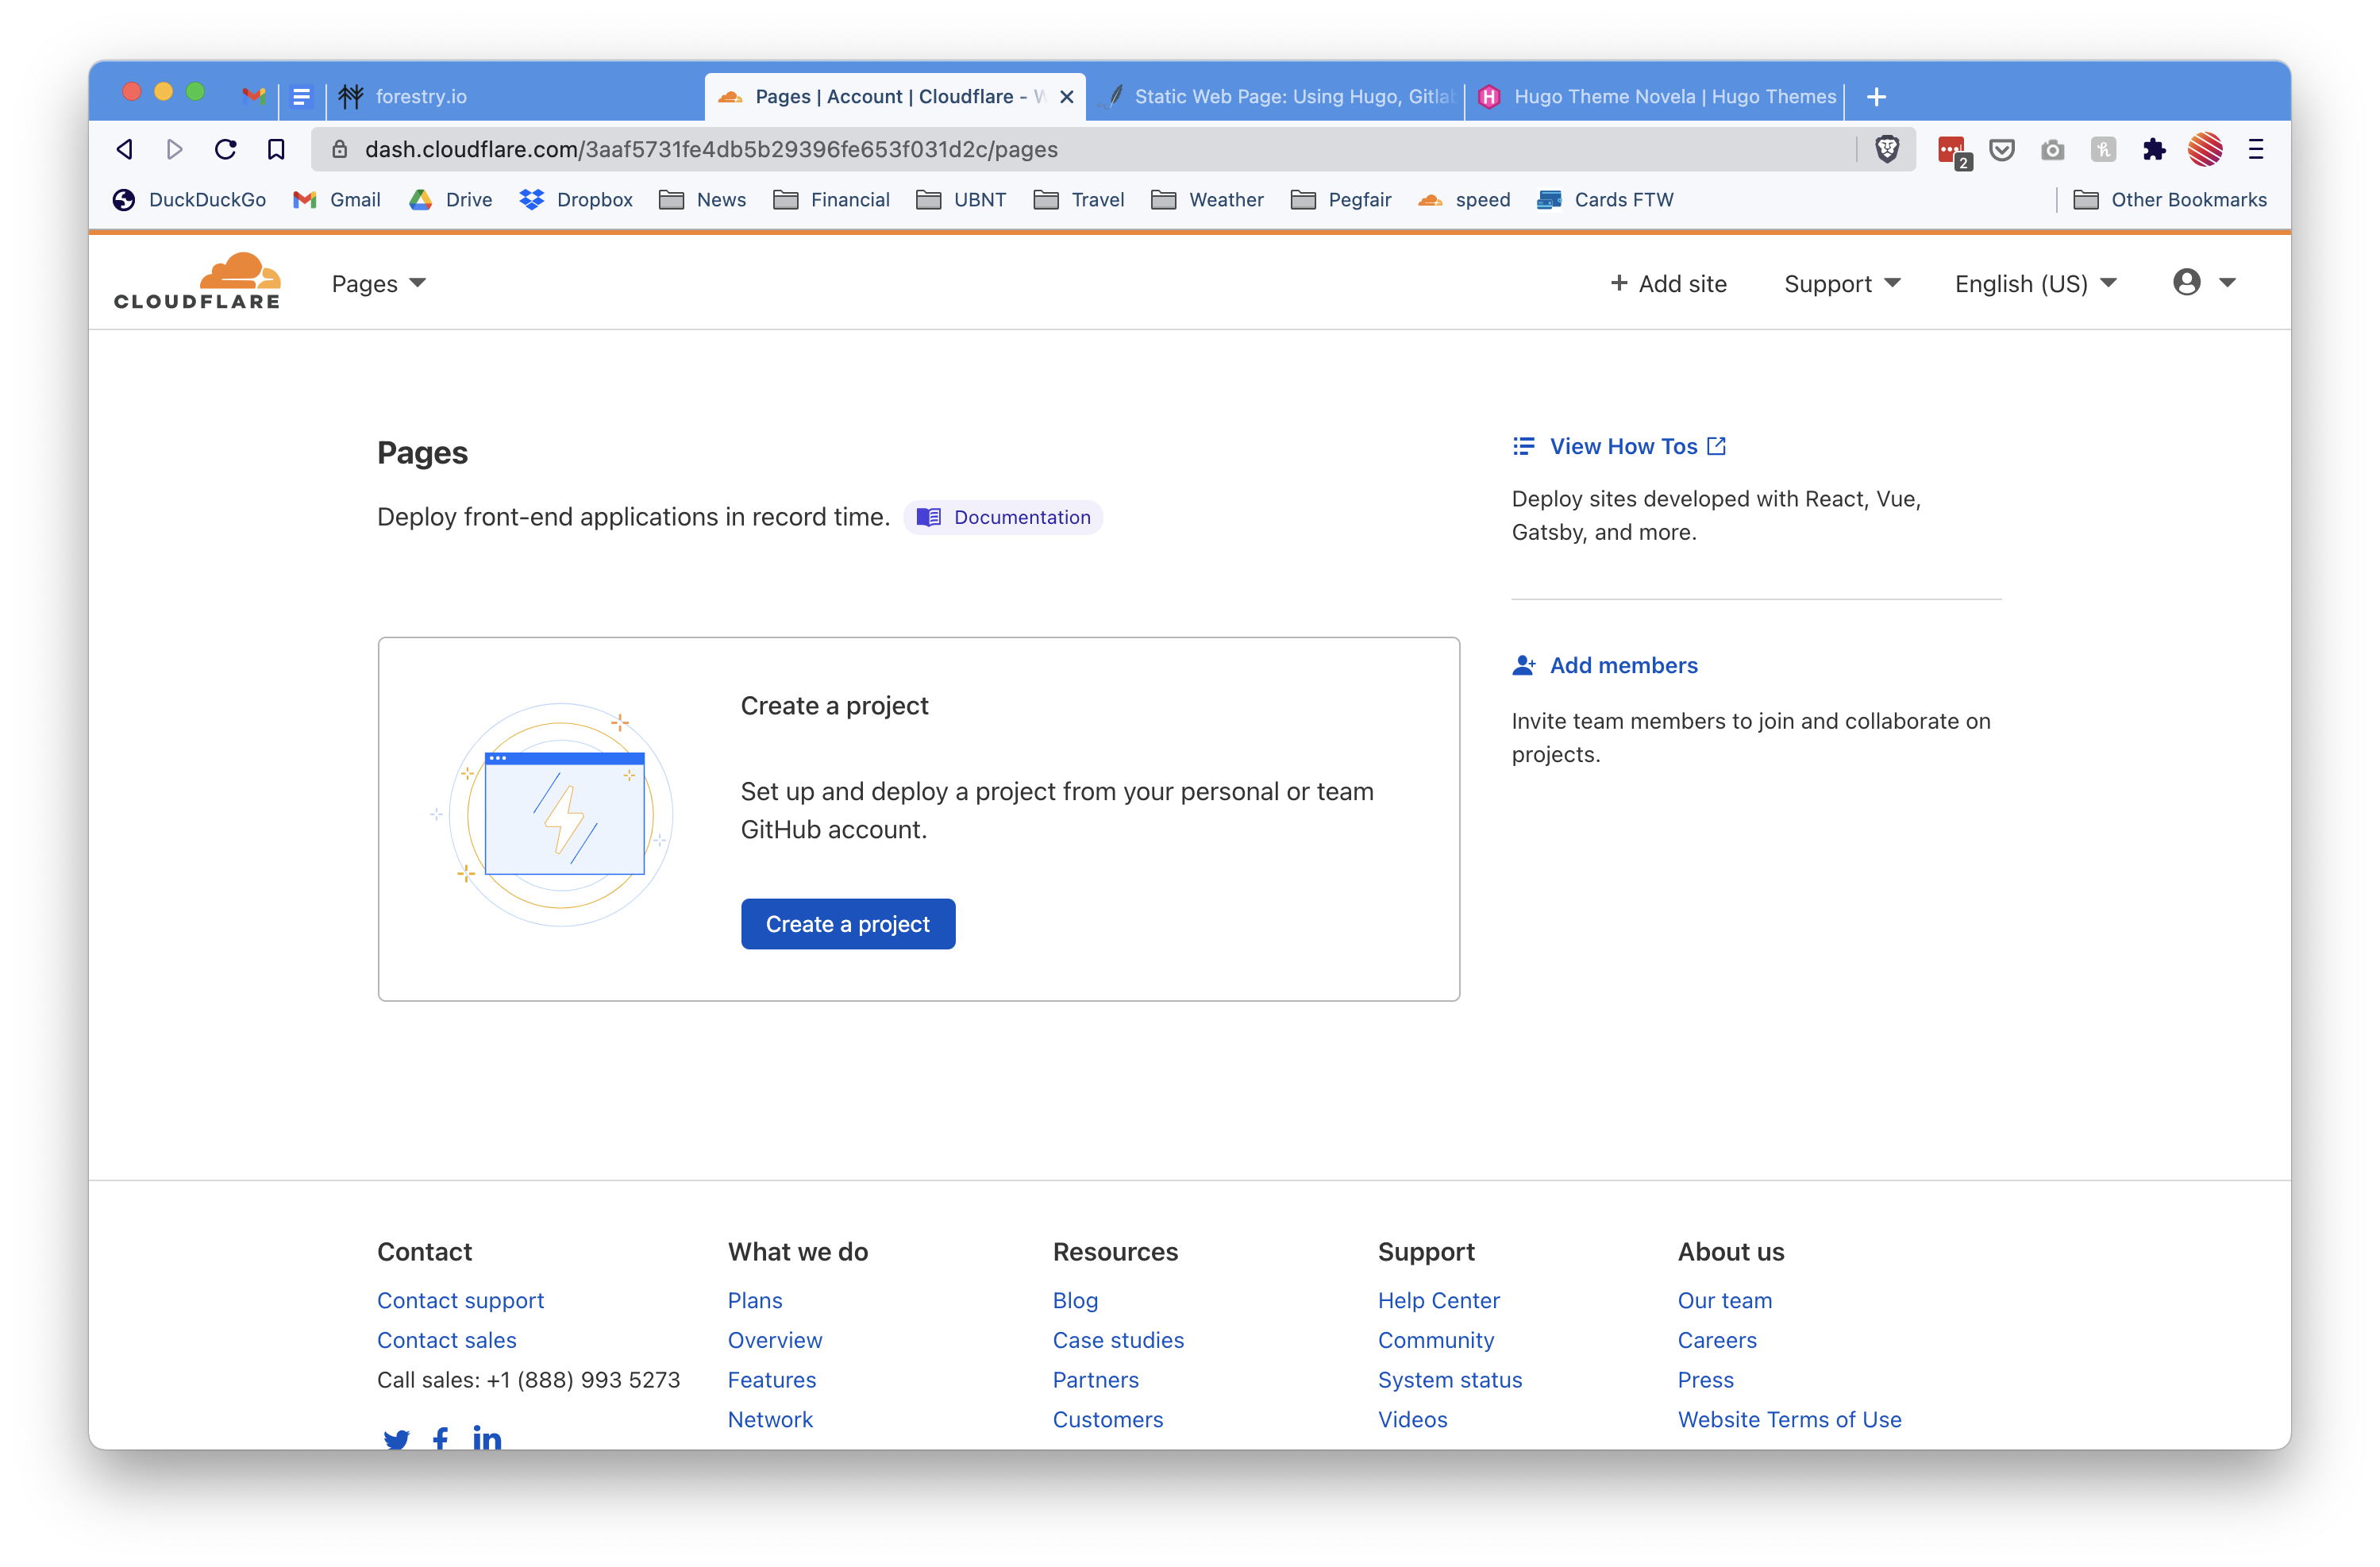 forestry.io
Pages | Account | Cloudflare -
Static Web Page: Using Hugo, Gitlab
Hugo Theme Novela | Hugo Themes
dash.cloudflare.com/3aaf5731fe4db5b29396fe653f031d2c/pages
2
DuckDuckGo
Gmail
Drive
Dropbox
News
Financial
UBNT
Travel
Weather
Pegfair
speed
Cards FTW
Other Bookmarks
CLOUDFLARE
Pages
+ Add site
Support
English (US)
Pages
Deploy front-end applications in record time.
Documentation
View How Tos
Deploy sites developed with React, Vue,
Gatsby, and more.
Add members
Invite team members to join and collaborate on
projects.
Create a project
Set up and deploy a project from your personal or team
GitHub account.
Create a project
Contact
Contact support
Contact sales
Call sales: +1 (888) 993 5273
What we do
Plans
Overview
Features
Network
Resources
Blog
Case studies
Partners
Customers
Support
Help Center
Community
System status
Videos
About us
Our team
Careers
Press
Website Terms of Use